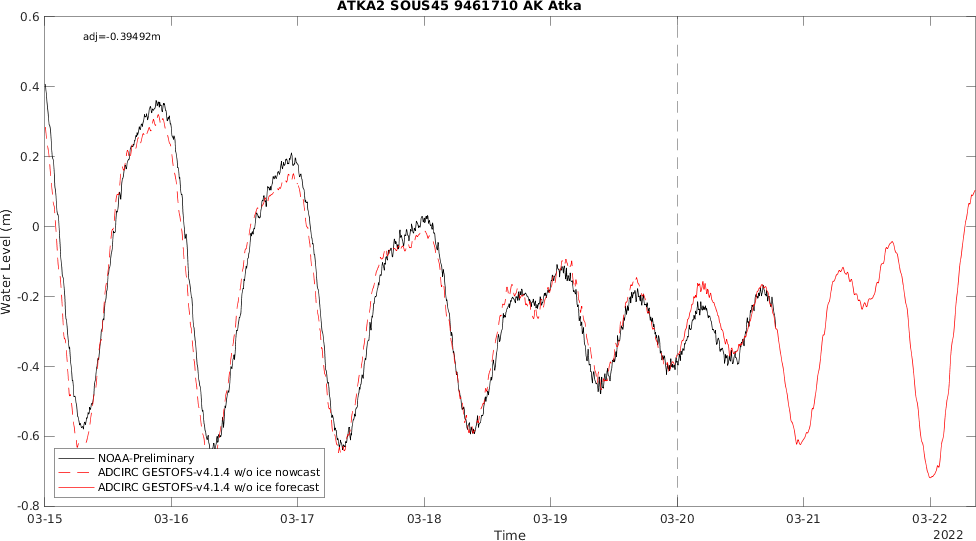 ATKA2 SOUS45 9461710 AK Atka
adj=-0.39492m
0.6
0.4
0.2
0
-0.2
-0.4
-0.6
-0.8
Water Level (m)
NOAA-Preliminary
ADCIRC GESTOFS-v4.1.4 w/o ice nowcast
ADCIRC GESTOFS-v4.1.4 w/o ice forecast
03-15 03-16 03-17 03-18 03-19 03-20 03-21 03-22
Time
2022